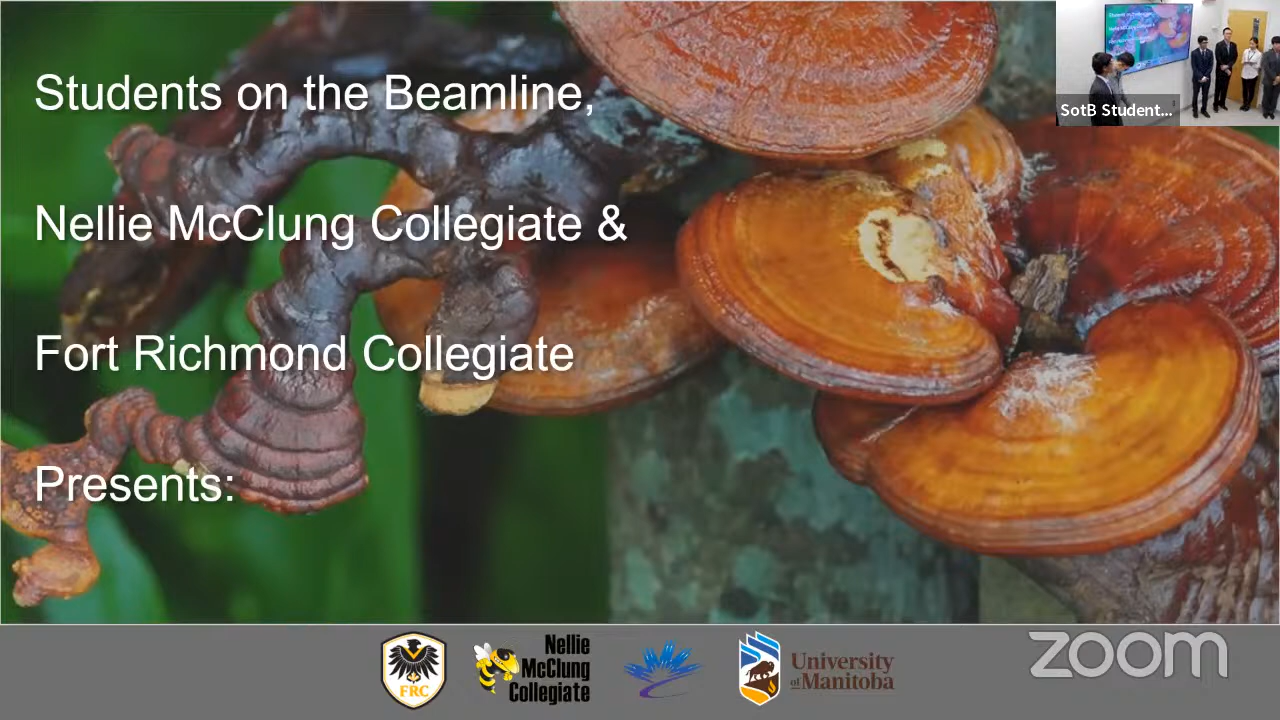 Students on the Beamline,
Nellie McClung Collegiate &
Fort Richmond Collegiate
Presents:
SotB Student...
FRC
Nellie
McClung
Collegiate
University
of Manitoba
zoom